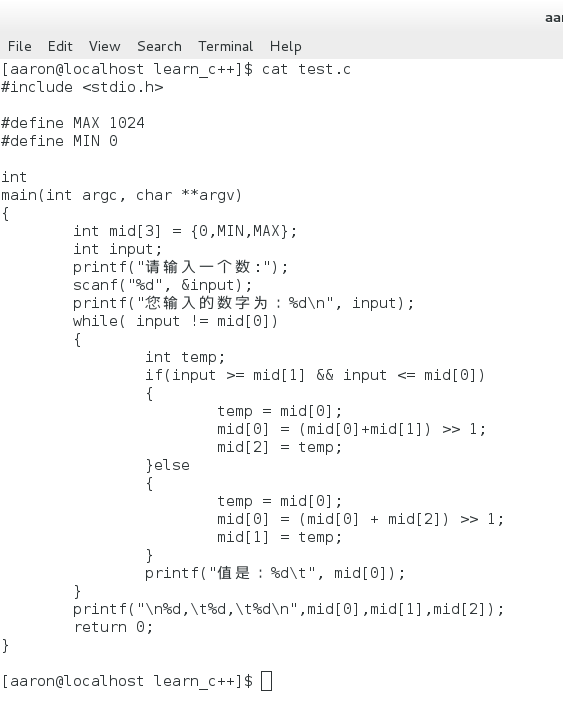 aar
File Edit View Search Terminal Help
[aaron@localhost learn_c++]$ cat test.c
#include <stdio.h>
#define MAX 1024
#define MIN 0
int
main(int argc, char **argv)
{
int mid[3] = {0,MIN,MAX};
int input;
printf("请输入一个数:");
scanf("%d", &input);
printf("您输入的数字为：%d\n", input);
while( input != mid[0])
{
int temp;
if(input >= mid[1] && input <= mid[0])
{
temp = mid[0];
mid[0] = (mid[0]+mid[1]) >> 1;
mid[2] = temp;
}else
{
temp = mid[0];
mid[0] = (mid[0] + mid[2]) >> 1;
mid[1] = temp;
}
printf("值是：%d\t", mid[0]);
}
printf("\n%d,\t%d,\t%d\n",mid[0],mid[1],mid[2]);
return 0;
}
[aaron@localhost learn_c++]$